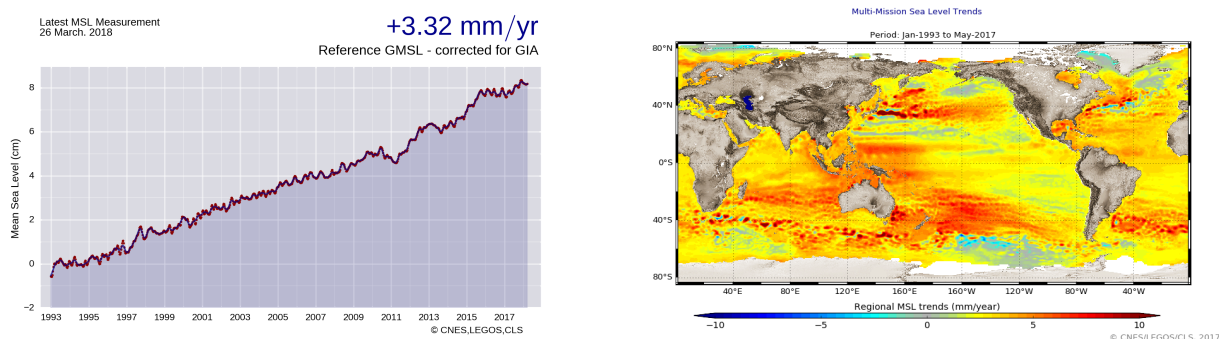 Latest MSL Measurement
26 March. 2018
+3.32 mm/yr
Reference GMSL - corrected for GIA
Mean Sea Level (cm)
8
6
4
2
0
−2
1993
1995
1997
1999
2001
2003
2005
2007
2009
2011
2013
2015
2017
© CNES,LEGOS,CLS
Multi-Mission Sea Level Trends
Period: Jan-1993 to May-2017
80°N
40°N
0°S
40°S
80°S
40°E
80°E
120°E
160°E
160°W
120°W
80°W
40°W
Regional MSL trends (mm/year)
−10
−5
0
5
10
© CNES/LEGOS/CLS, 2017